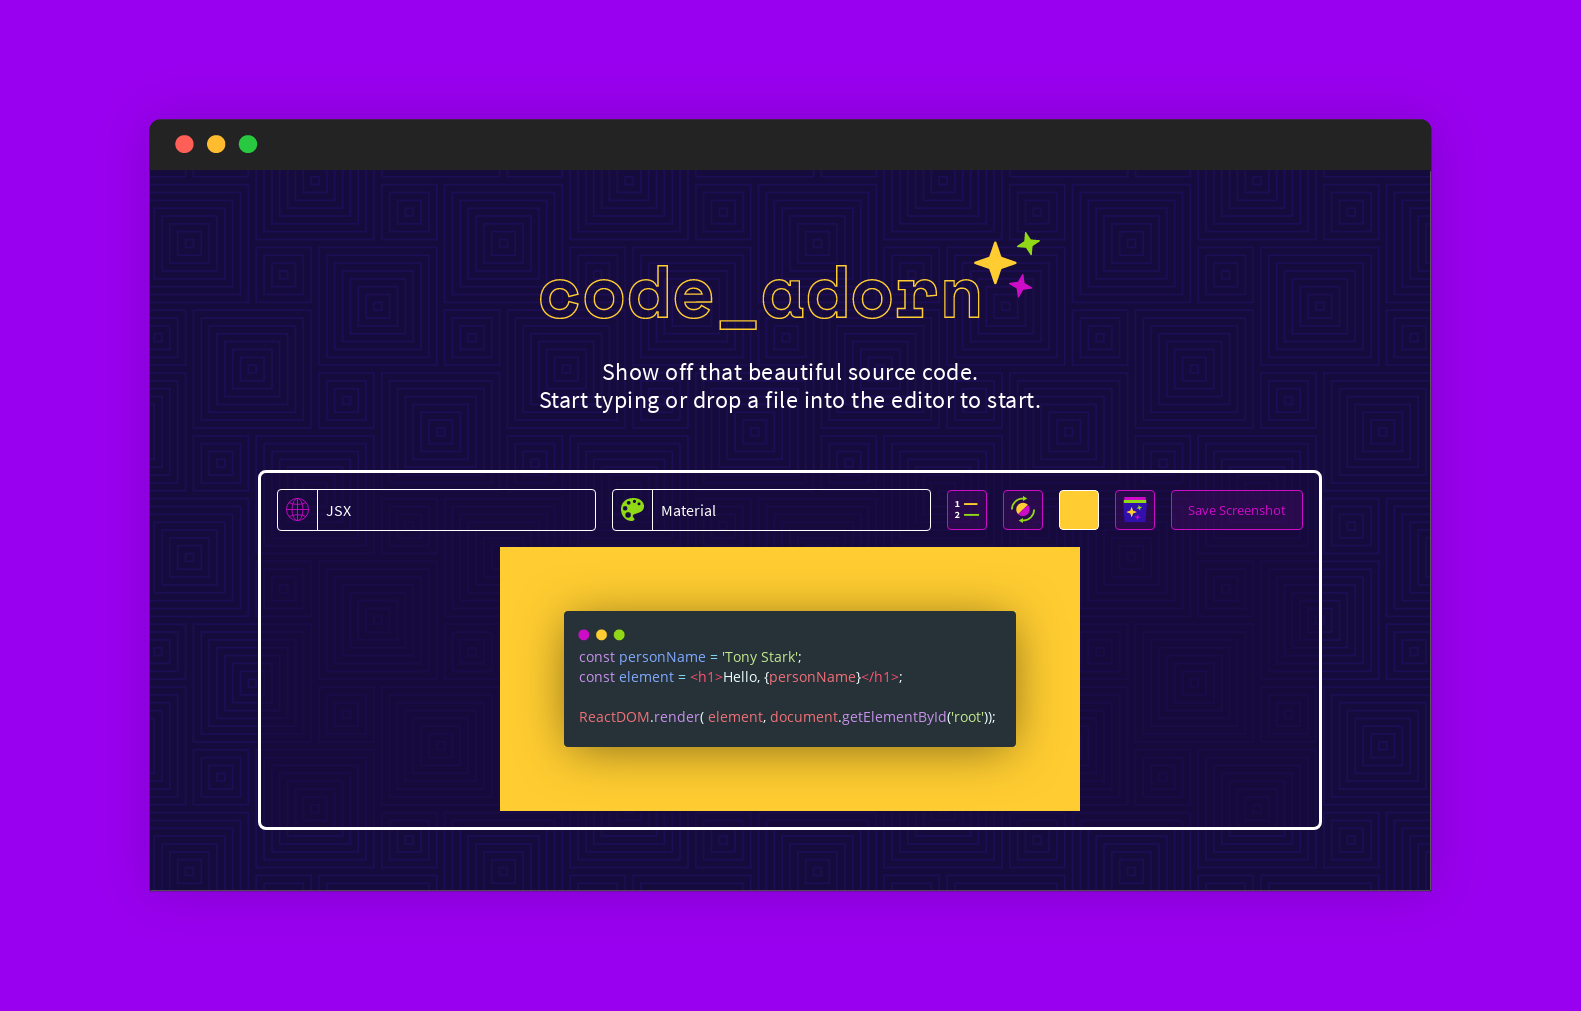 code_adorn
Show off that beautiful source code.
Start typing or drop a file into the editor to start.
JSX
Material
1
2
Save Screenshot
const personName = 'Tony Stark';
const element = <h1>Hello, {personName}</h1>;
ReactDOM.render( element, document.getElementById('root'));